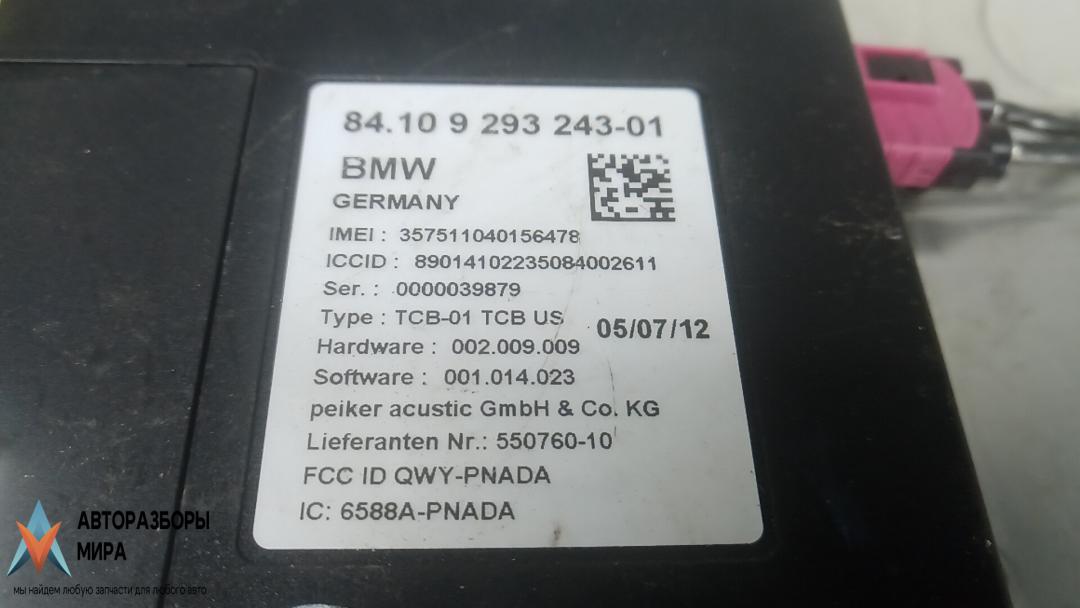 84.10 9 293 243-01
BMW
GERMANY
IMEI : 357511040156478
ICCID : 89014102235084002611
Ser. : 0000039879
Type : TCB-01 TCB US
05/07/12
Hardware : 002.009.009
Software : 001.014.023
peiker acustic GmbH & Co. KG
Lieferanten Nr.: 550760-10
FCC ID QWY-PNADA
IC: 6588A-PNADA
АВТОРАЗБОРЫ
МИРА
мы найдем любую запчасти для любого авто